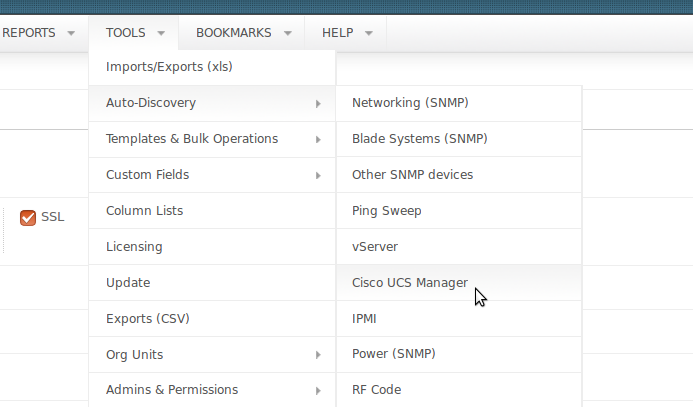 REPORTS TOOLS BOOKMARKS HELP
Imports/Exports (xls)
Auto-Discovery
Templates & Bulk Operations
Custom Fields
Column Lists
Licensing
Update
Exports (CSV)
Org Units
Admins & Permissions
Networking (SNMP)
Blade Systems (SNMP)
Other SNMP devices
Ping Sweep
vServer
Cisco UCS Manager
IPMI
Power (SNMP)
RF Code
SSL